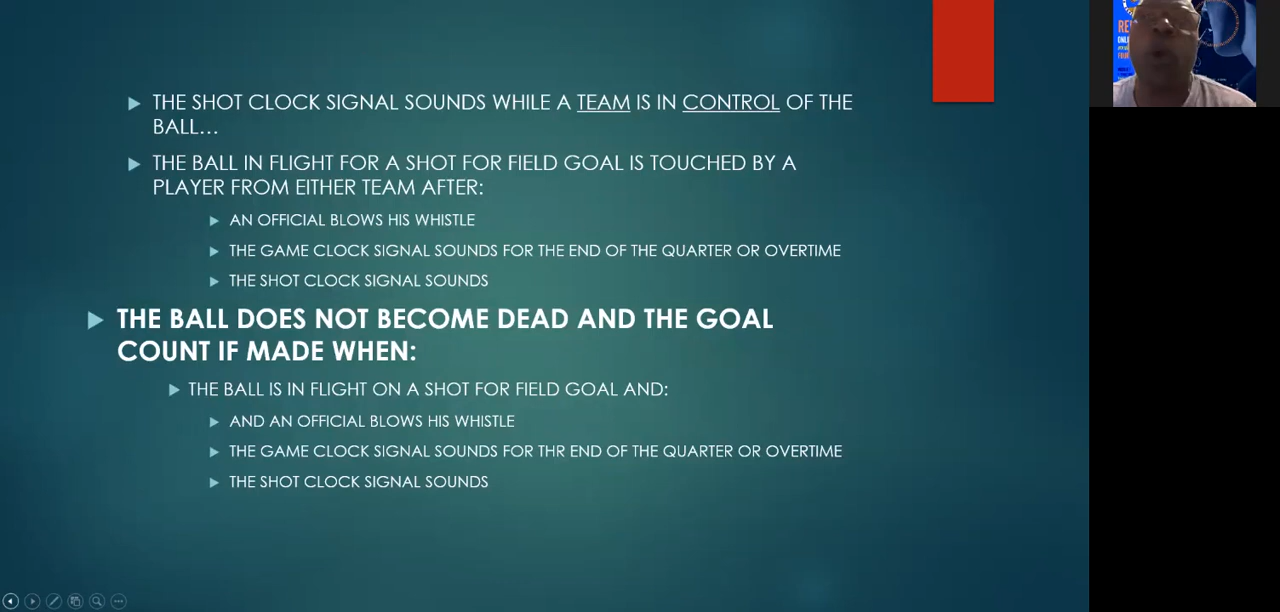 THE SHOT CLOCK SIGNAL SOUNDS WHILE A TEAM IS IN CONTROL OF THE
BALL…
THE BALL IN FLIGHT FOR A SHOT FOR FIELD GOAL IS TOUCHED BY A
PLAYER FROM EITHER TEAM AFTER:
AN OFFICIAL BLOWS HIS WHISTLE
THE GAME CLOCK SIGNAL SOUNDS FOR THE END OF THE QUARTER OR OVERTIME
THE SHOT CLOCK SIGNAL SOUNDS
THE BALL DOES NOT BECOME DEAD AND THE GOAL
COUNT IF MADE WHEN:
THE BALL IS IN FLIGHT ON A SHOT FOR FIELD GOAL AND:
AND AN OFFICIAL BLOWS HIS WHISTLE
THE GAME CLOCK SIGNAL SOUNDS FOR THR END OF THE QUARTER OR OVERTIME
THE SHOT CLOCK SIGNAL SOUNDS